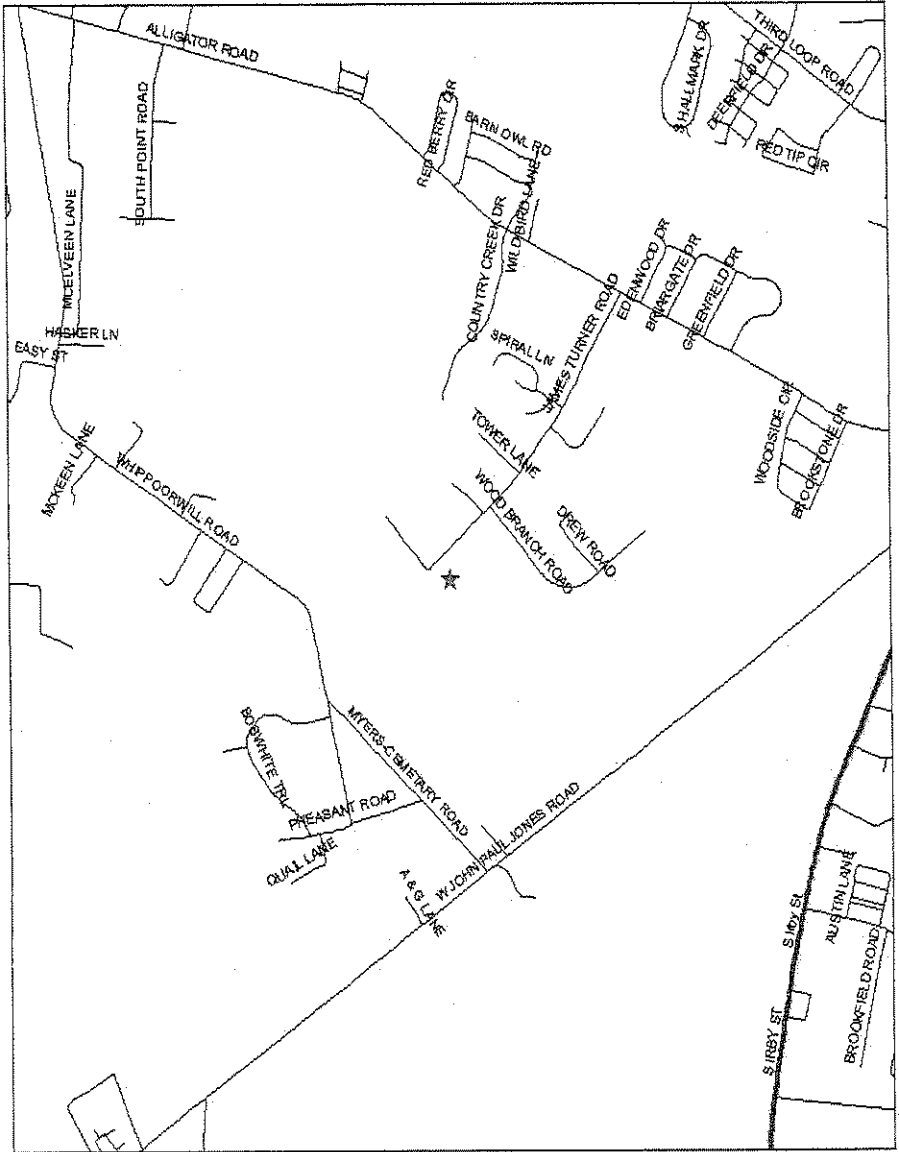 ALLIGATOR ROAD
THIRD LOOP ROAD
S HALLMARK DR
DEERFIELD DR
RED TIP CIR
SOUTH POINT ROAD
RED BERRY CIR
BARN OWL RD
MCELVEEN LANE
COUNTRY CREEK DR
WILD BIRD LANE
EDENWOOD DR
BRIARGATE DR
GREENFIELD DR
HASKER LN
EASY ST
SPIRAL LN
JAMES TURNER ROAD
WOODSIDE CIR
BROCKSTONE DR
TOWER LANE
MCKEEN LANE
WHIPPOORWILL ROAD
WOOD BRANCH ROAD
DREW ROAD
BOBWHITE TRL
MYERS-CEMETARY ROAD
PHEASANT ROAD
QUAIL LANE
W JOHN PAUL JONES ROAD
A & G LANE
S Irby St
AUSTIN LANE
S IRBY ST
BROOKFIELD ROAD